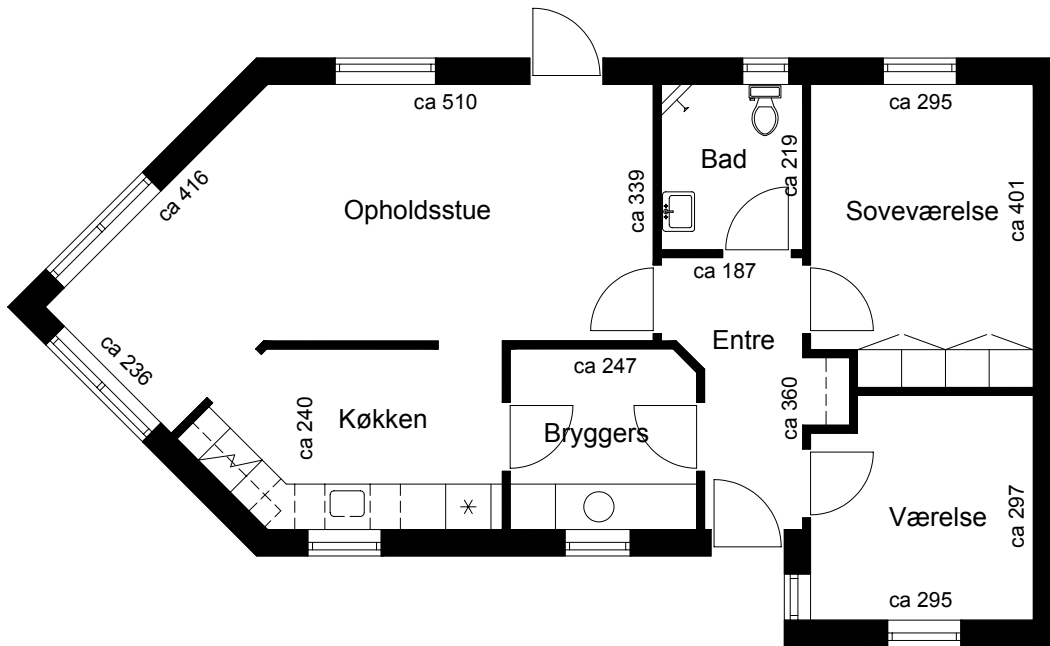 ca 510
ca 295
ca 416
Opholdsstue
ca 339
Bad
ca 219
Soveværelse
ca 401
ca 187
Entre
ca 236
ca 240
Køkken
ca 247
Bryggers
ca 360
Værelse
ca 297
ca 295